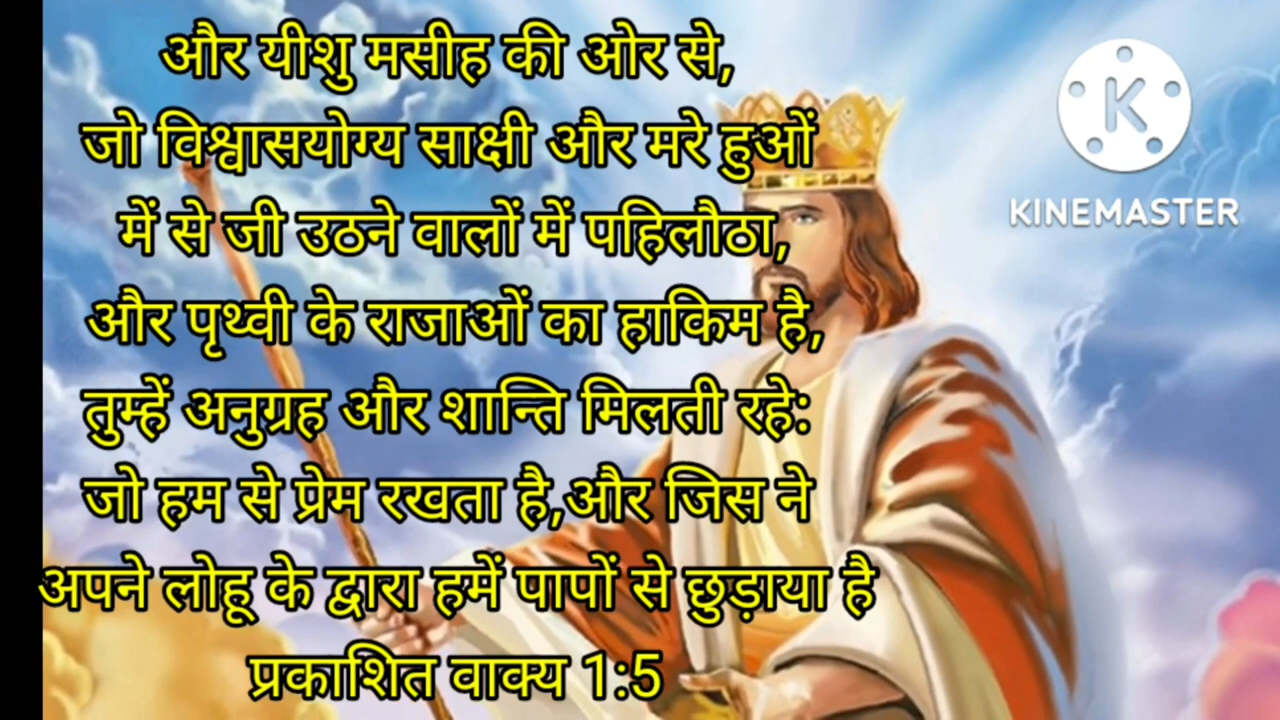 और यीशु मसीह की ओर से,
जो विश्वासयोग्य साक्षी और मरे हुओं
में से जी उठने वालों में पहिलौठा,
और पृथ्वी के राजाओं का हाकिम है,
तुम्हें अनुग्रह और शान्ति मिलती रहे:
जो हम से प्रेम रखता है,और जिस ने
अपने लोहू के द्वारा हमें पापों से छुड़ाया है
प्रकाशित वाक्य 1:5
K
KINEMASTER